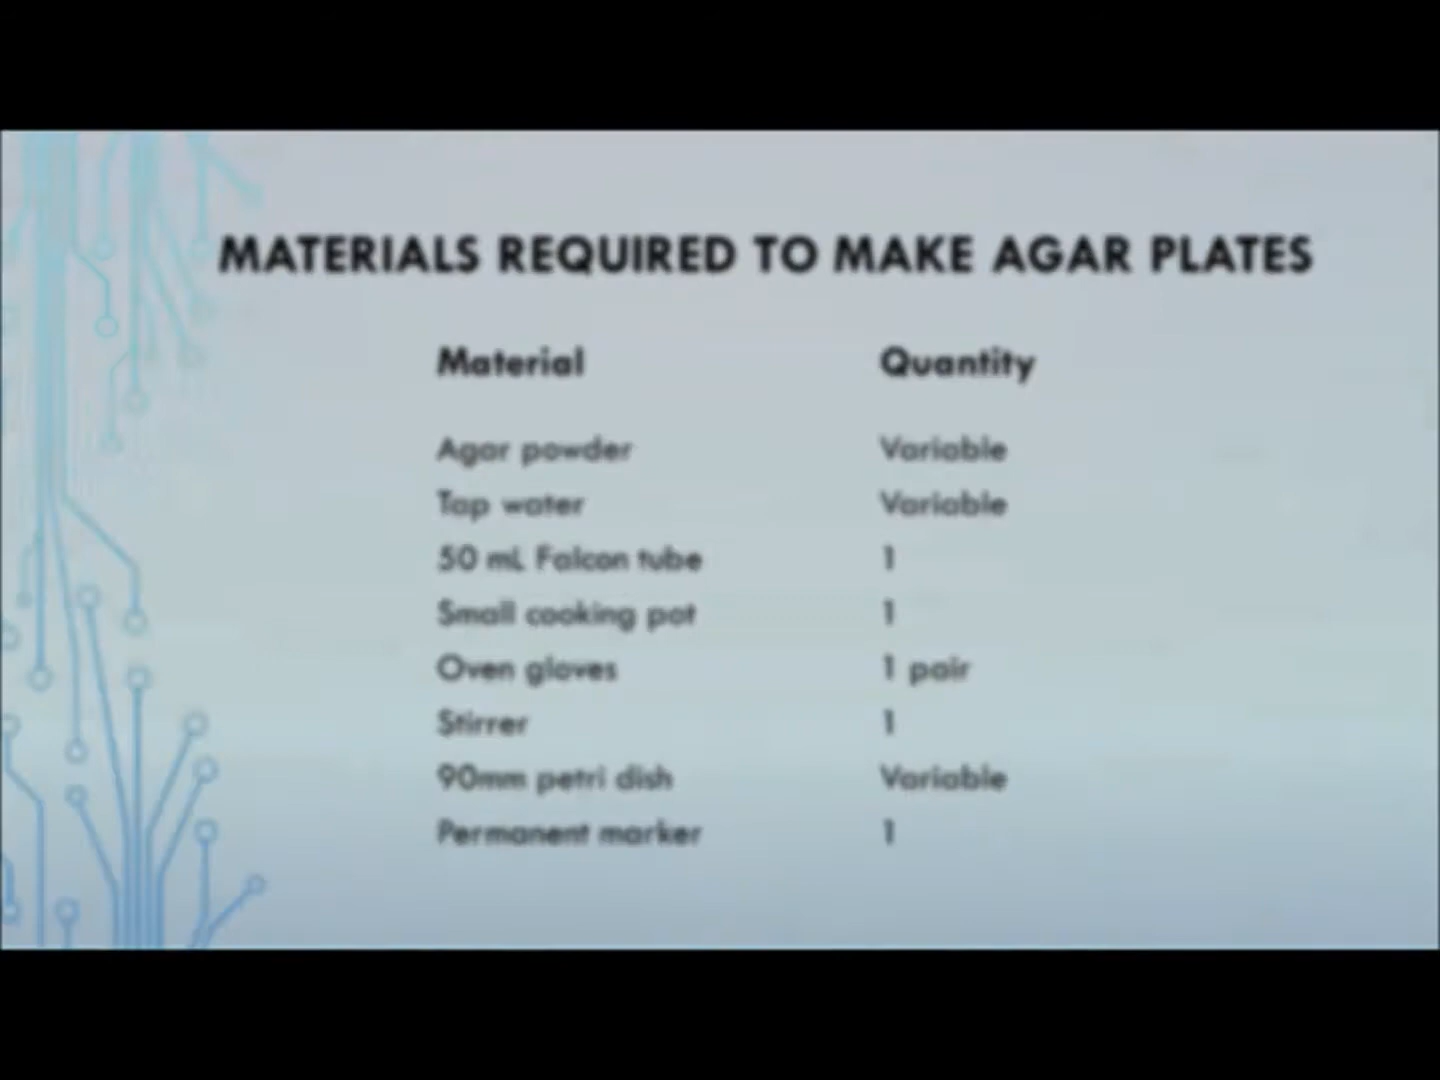 MATERIALS REQUIRED TO MAKE AGAR PLATES
Material Quantity
Agar powder Variable
Tap water Variable
50 mL Falcon tube 1
Small cooking pot 1
Oven gloves 1 pair
Stirrer 1
90mm petri dish Variable
Permanent marker 1